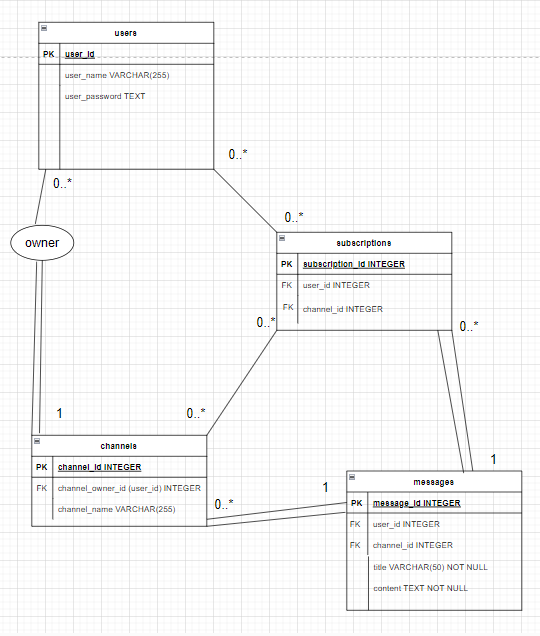 users
PK user_id
user_name VARCHAR(255)
user_password TEXT
0..*
0..*
0..*
owner
subscriptions
PK subscription_id INTEGER
FK user_id INTEGER
FK channel_id INTEGER
0..*
0..*
1
0..*
channels
PK channel_id INTEGER
FK channel_owner_id (user_id) INTEGER
channel_name VARCHAR(255)
0..*
1
1
messages
PK message_id INTEGER
FK user_id INTEGER
FK channel_id INTEGER
title VARCHAR(50) NOT NULL
content TEXT NOT NULL